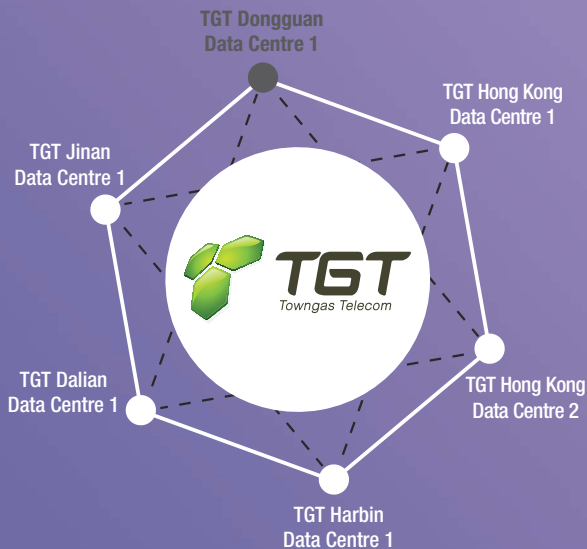 TGT Dongguan
Data Centre 1
TGT Hong Kong
Data Centre 1
TGT Jinan
Data Centre 1
TGT
Towngas Telecom
TGT Dalian
Data Centre 1
TGT Hong Kong
Data Centre 2
TGT Harbin
Data Centre 1